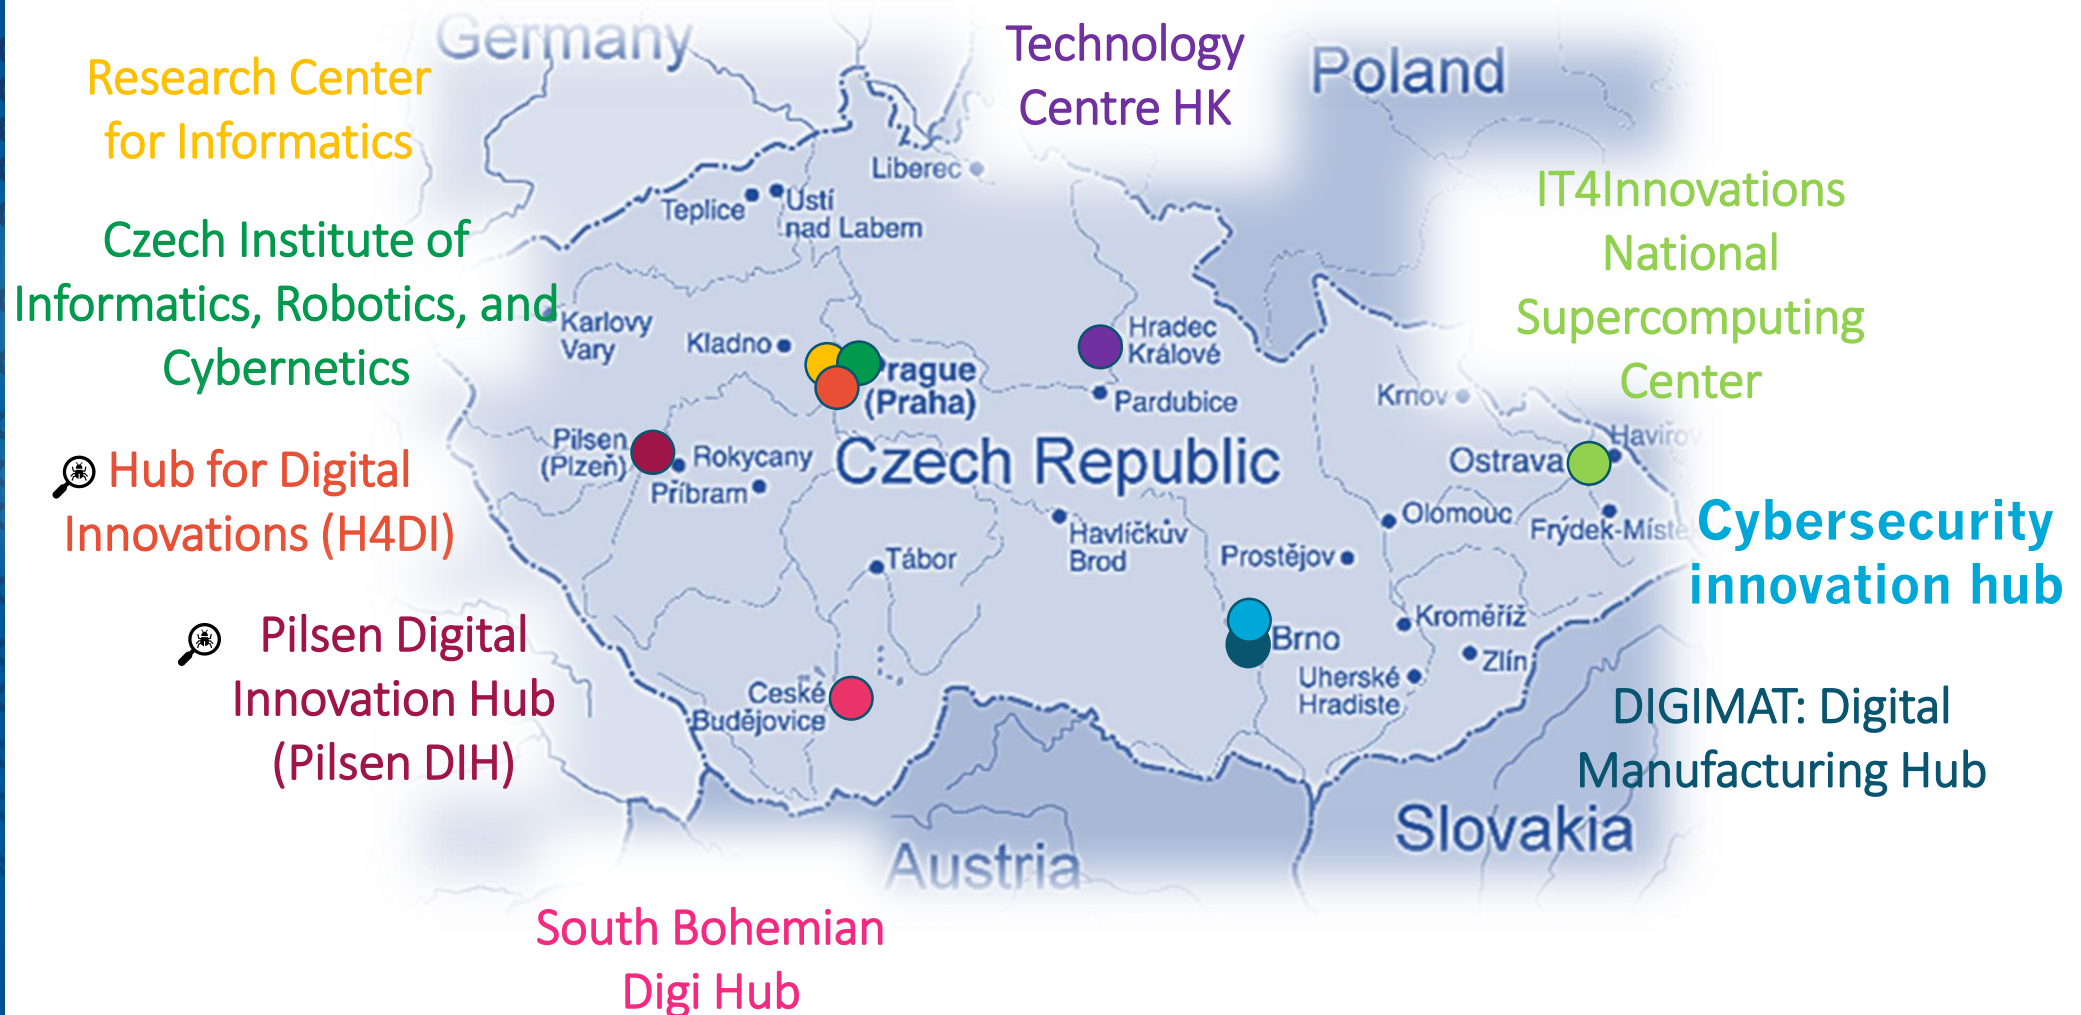 Germany
Technology
Centre HK
Poland
Research Center
for Informatics
Liberec
Teplice
Ústí
nad Labem
IT4Innovations
National
Supercomputing
Center
Czech Institute of
Informatics, Robotics, and
Cybernetics
Karlovy
Vary
Kladno
Hradec
Králové
rague
(Praha)
Pardubice
Krnov
Pilsen
(Plzeň)
Rokycany
Příbram
Czech Republic
Ostrava
Havířov
Hub for Digital
Innovations (H4DI)
Havlíčkův
Brod
Olomouc
Frýdek-Míste
Prostějov
Tábor
Cybersecurity
innovation hub
Pilsen Digital
Innovation Hub
(Pilsen DIH)
Kroměříž
Brno
Zlín
Uherské
Hradiste
České
Budějovice
DIGIMAT: Digital
Manufacturing Hub
Slovakia
Austria
South Bohemian
Digi Hub